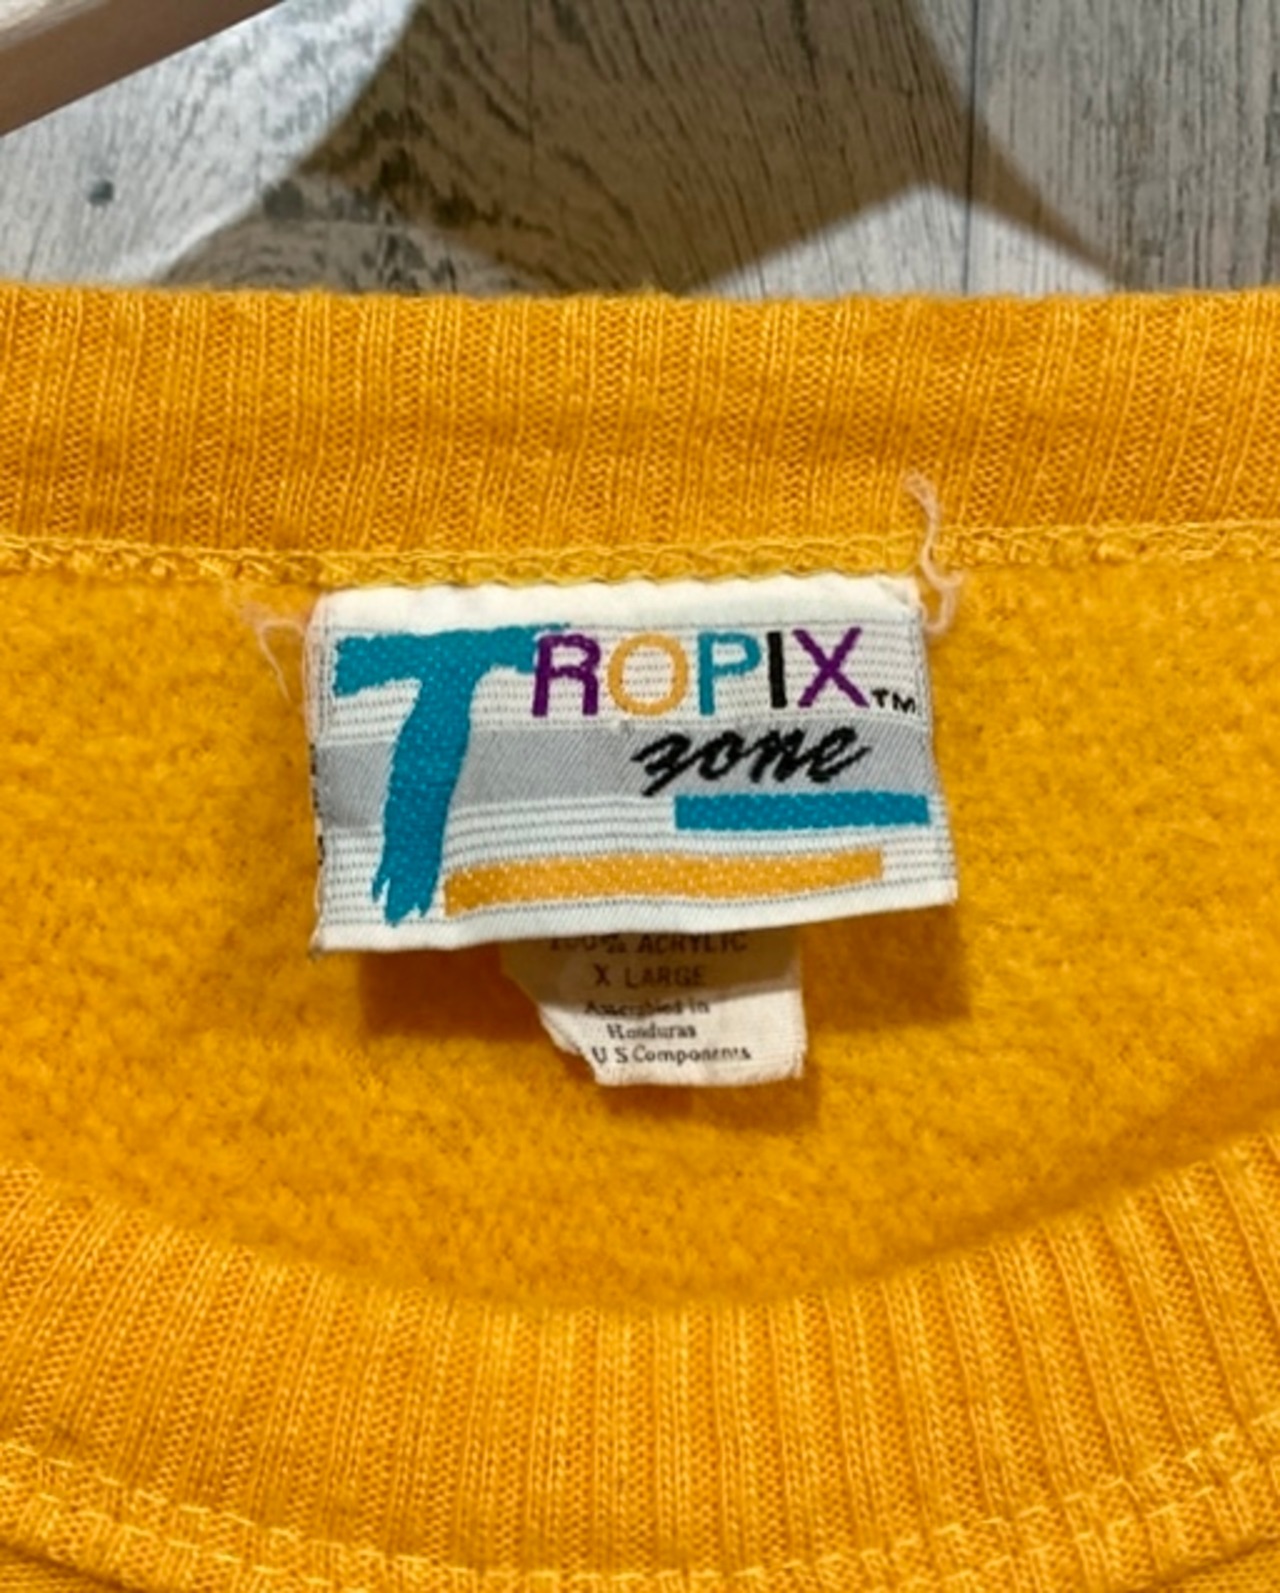 TROPIX™
zone
100% ACRYLIC
X LARGE
Assembled in
Honduras
U S Components